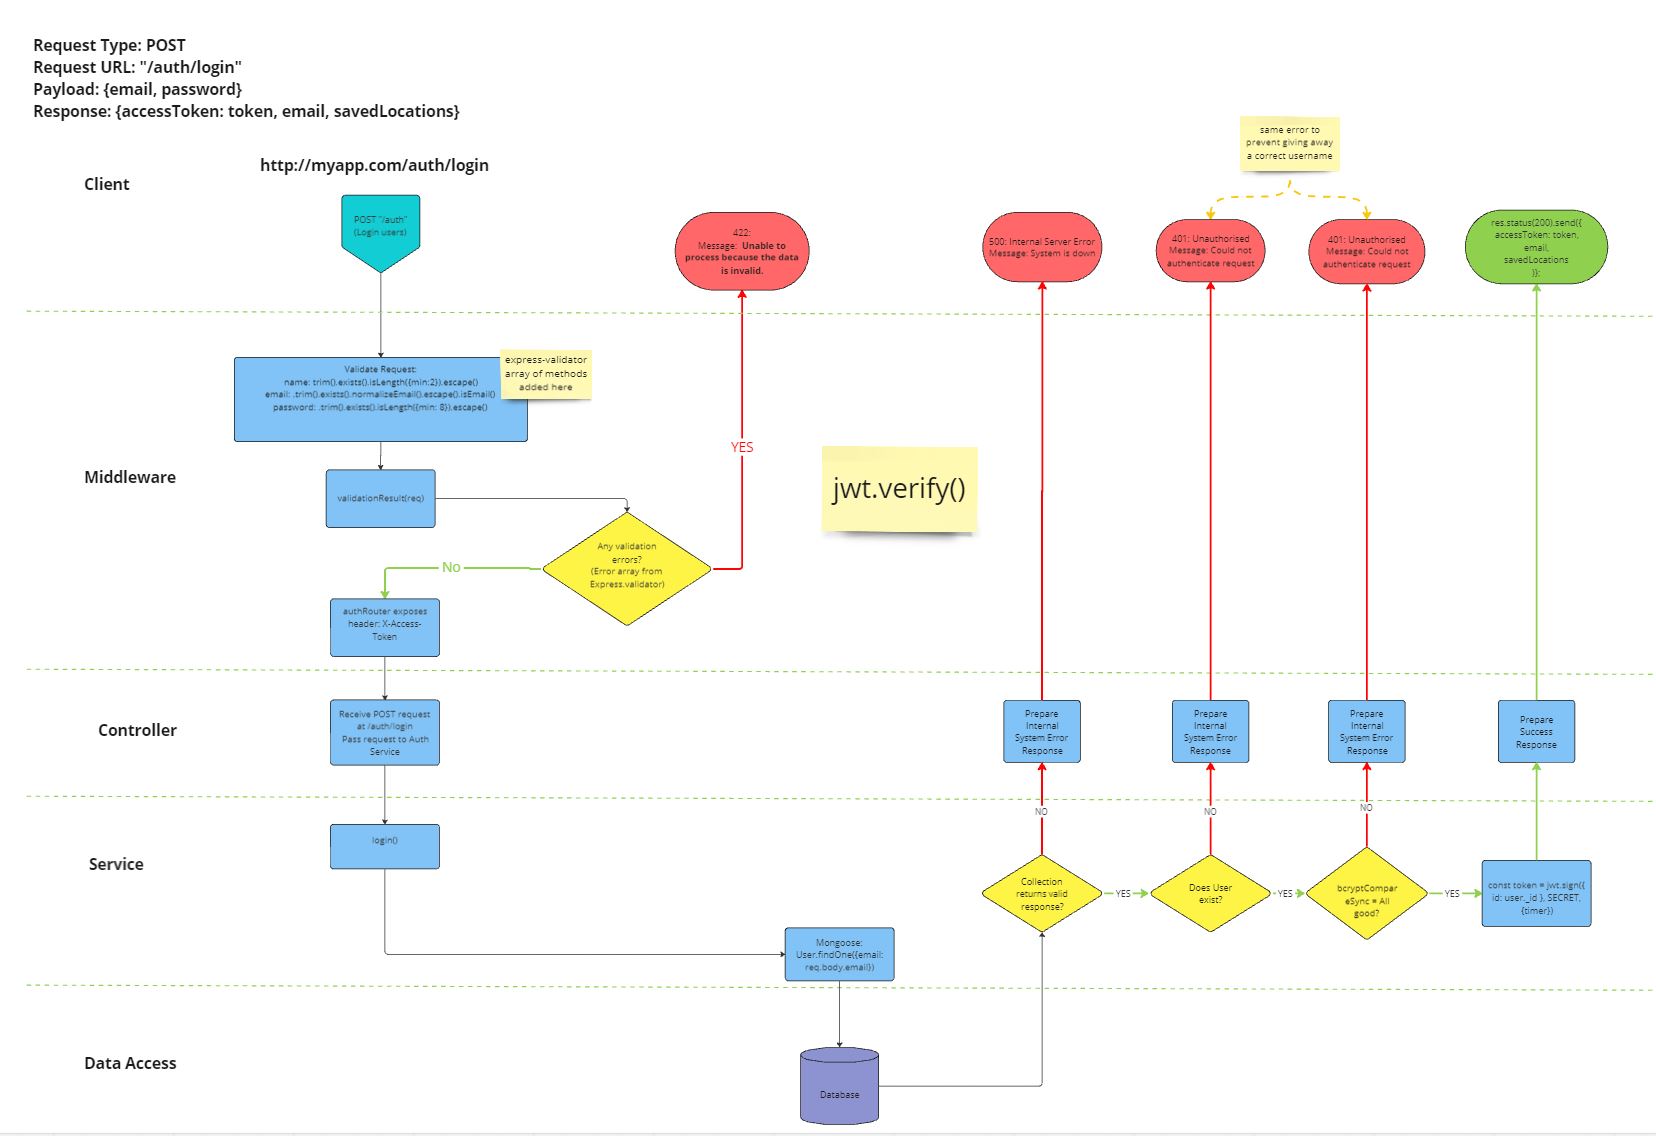 Request Type: POST
Request URL: "/auth/login"
Payload: {email, password}
Response: {accessToken: token, email, savedLocations}
http://myapp.com/auth/login
Client
POST "/auth"
(Login users)
422:
Message: Unable to
process because the data
is invalid.
500: Internal Server Error
Message: System is down
same error to
prevent giving away
a correct username
401: Unauthorised
Message: Could not
authenticate request
401: Unauthorised
Message: Could not
authenticate request
res.status(200).send({
accessToken: token,
email,
savedLocations
)};
Middleware
Validate Request:
name: trim().exists().isLength({min:2}).escape()
email: .trim().exists().normalizeEmail().escape().isEmail()
password: .trim().exists().isLength({min: 8}).escape()
express-validator
array of methods
added here
validationResult(req)
Any validation
errors?
(Error array from
Express.validator)
YES
No
jwt.verify()
authRouter exposes
header: X-Access-
Token
Controller
Receive POST request
at /auth/login
Pass request to Auth
Service
Prepare
Internal
System Error
Response
Prepare
Internal
System Error
Response
Prepare
Internal
System Error
Response
Prepare
Success
Response
Service
login()
NO
NO
NO
Collection
returns valid
response?
YES
Does User
exist?
YES
bcryptCompar
eSync = All
good?
YES
const token = jwt.sign({
id: user._id }, SECRET,
{timer})
Mongoose:
User.findOne({email:
req.body.email})
Data Access
Database